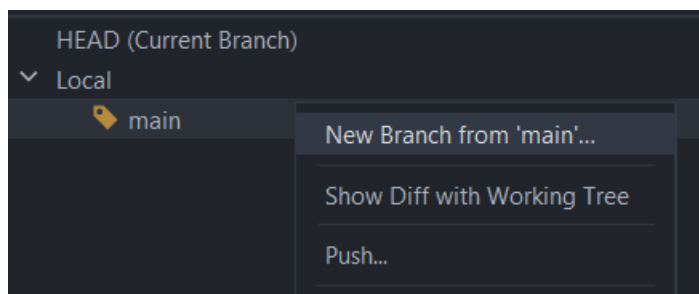 HEAD (Current Branch)
Local
main
New Branch from 'main'...
Show Diff with Working Tree
Push...